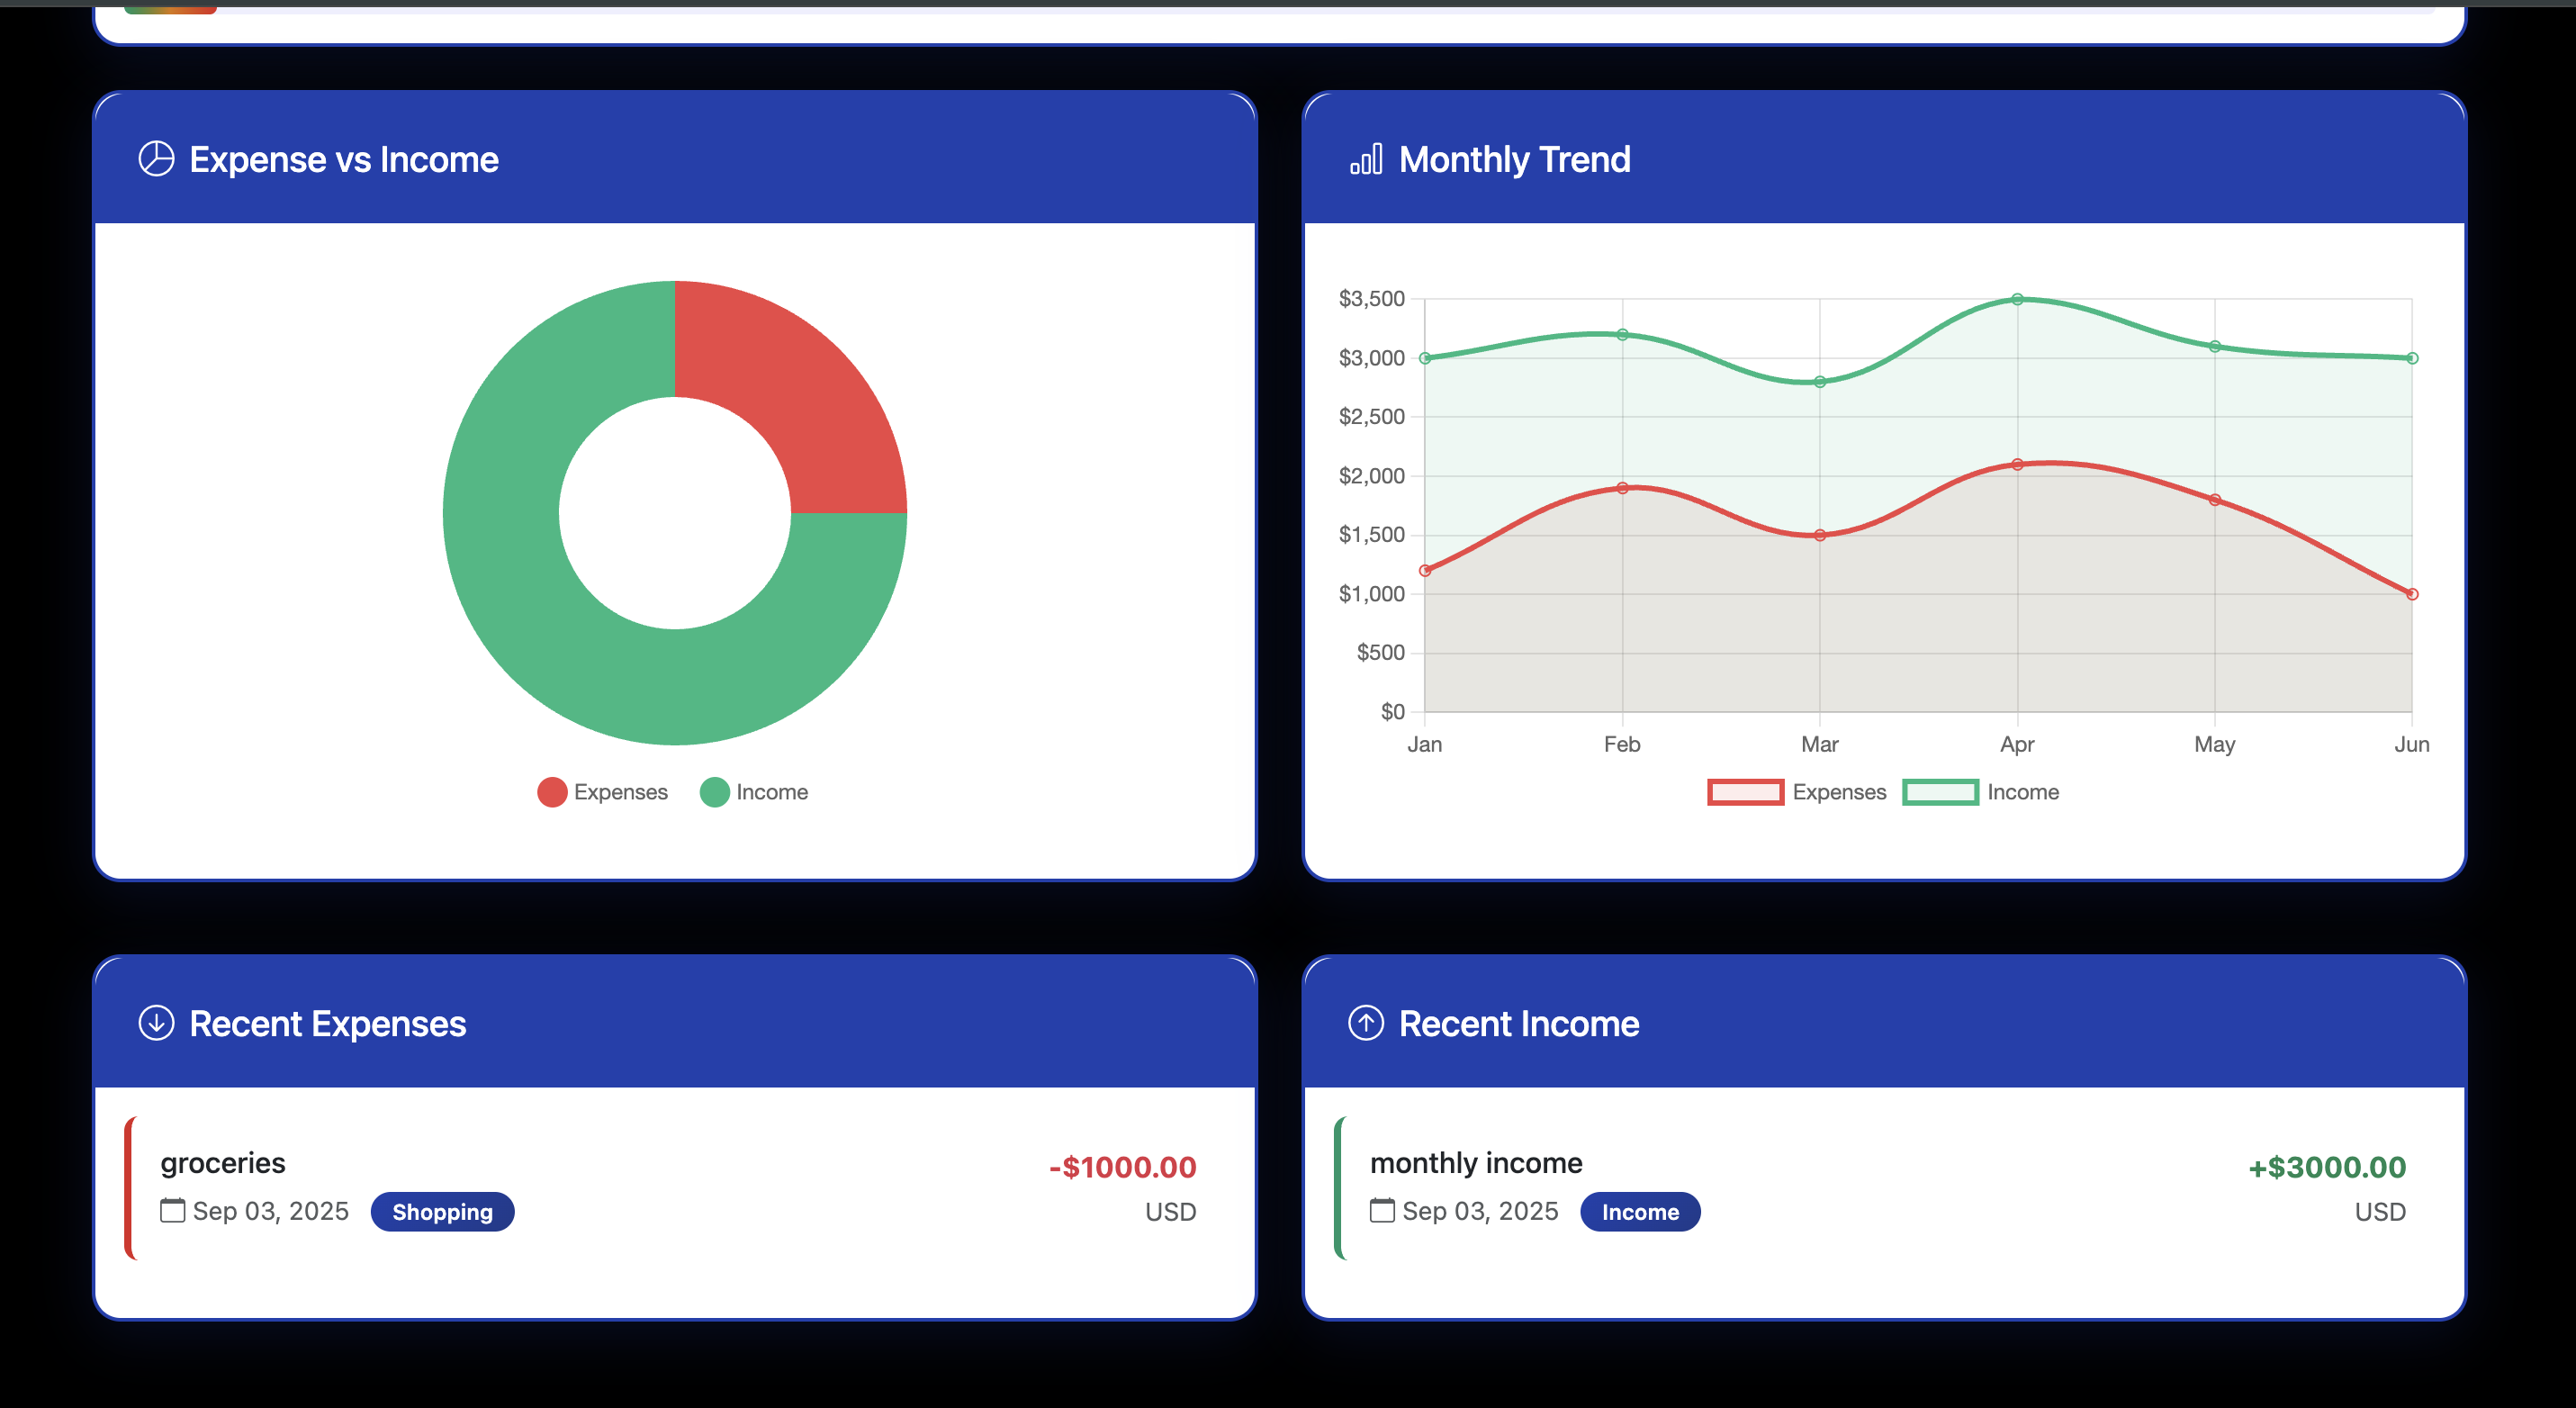 Expense vs Income
Expenses Income
Monthly Trend
$3,500
$3,000
$2,500
$2,000
$1,500
$1,000
$500
$0
Jan Feb Mar Apr May Jun
Expenses Income
Recent Expenses
groceries
-$1000.00
Sep 03, 2025 Shopping
USD
Recent Income
monthly income
+$3000.00
Sep 03, 2025 Income
USD